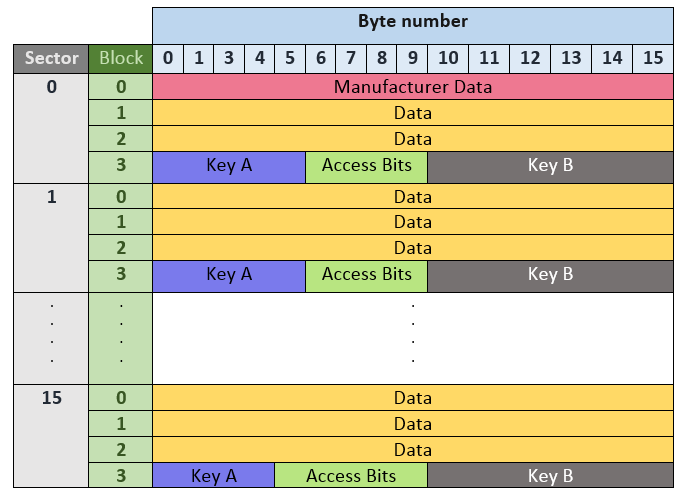 Byte number
Sector Block 0 1 3 4 5 6 7 8 9 10 11 12 13 14 15
0 0 Manufacturer Data
1 Data
2 Data
3 Key A Access Bits Key B
1 0 Data
1 Data
2 Data
3 Key A Access Bits Key B
. . .
. . .
. . .
. . .
15 0 Data
1 Data
2 Data
3 Key A Access Bits Key B